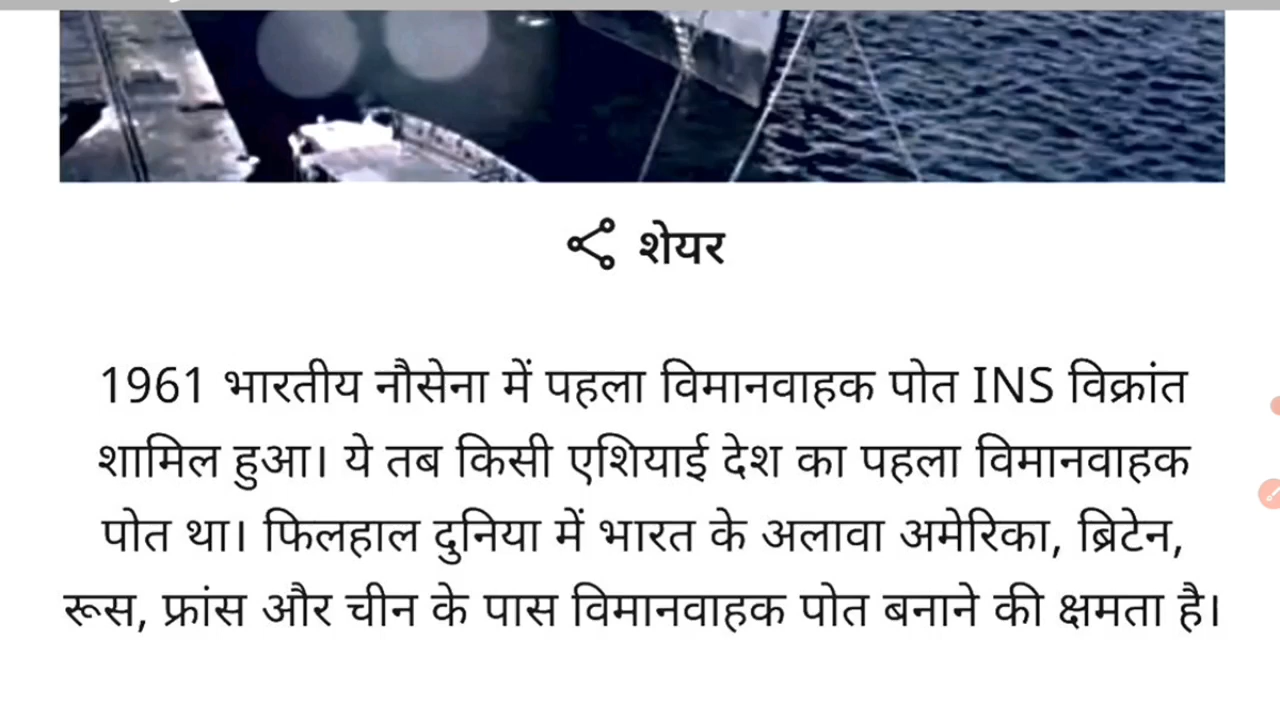 शेयर
1961 भारतीय नौसेना में पहला विमानवाहक पोत INS विक्रांत
शामिल हुआ। ये तब किसी एशियाई देश का पहला विमानवाहक
पोत था। फिलहाल दुनिया में भारत के अलावा अमेरिका, ब्रिटेन,
रूस, फ्रांस और चीन के पास विमानवाहक पोत बनाने की क्षमता है।